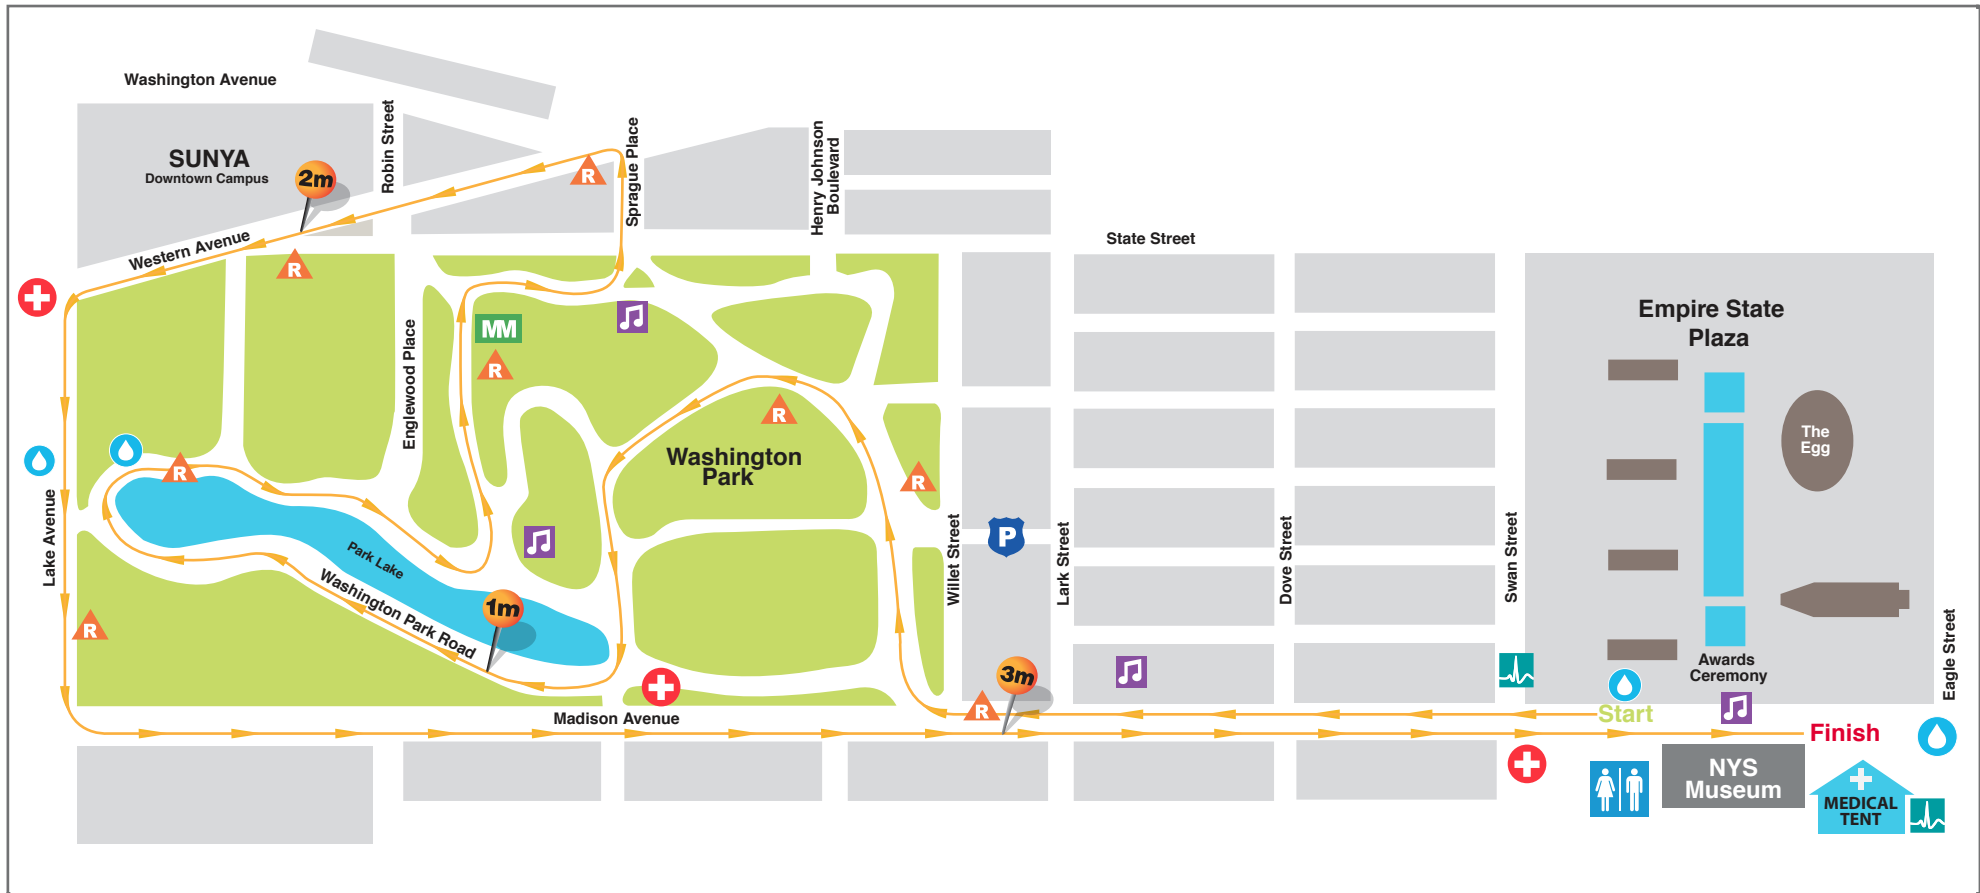 Washington Avenue
SUNYA
Downtown Campus
Robin Street
2m
R
Sprague Place
Henry Johnson
Boulevard
Western Avenue
R
State Street
Empire State
Plaza
MM
R
Englewood Place
R
The
Egg
Washington
Park
R
R
Lake Avenue
Park Lake
Washington Park Road
1m
R
P
Willet Street
Lark Street
Dove Street
Swan Street
Eagle Street
3m
R
Awards
Ceremony
Start
Madison Avenue
Finish
NYS
Museum
MEDICAL
TENT